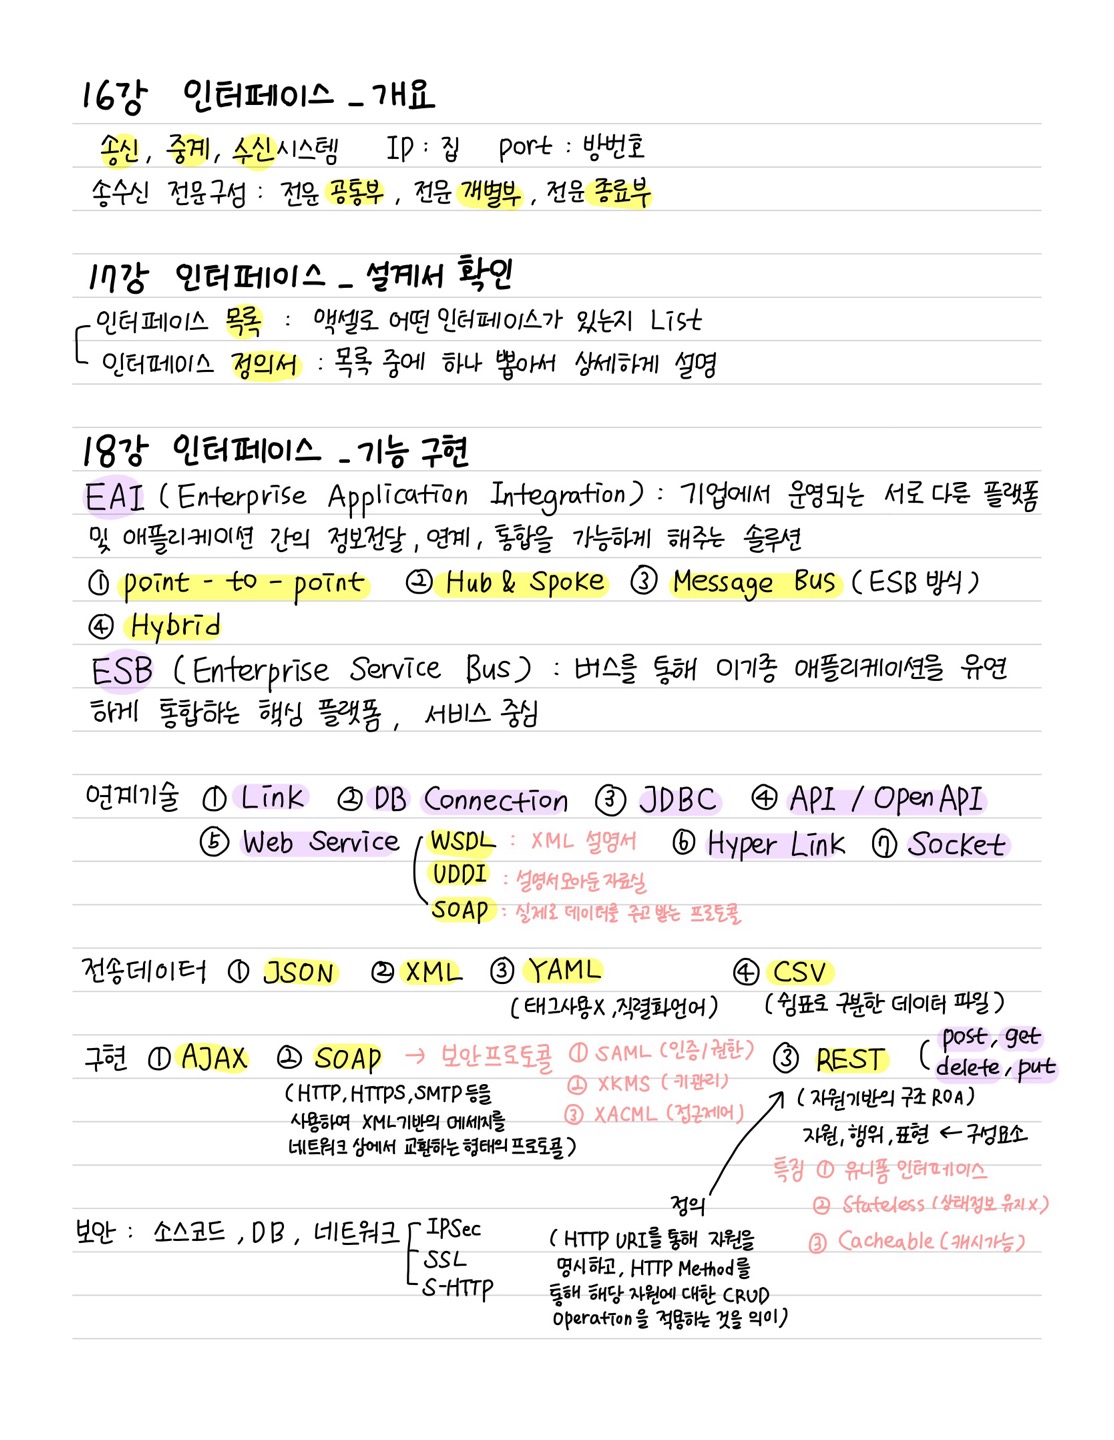 16강 인터페이스 _ 개요
송신, 중계, 수신시스템 IP : 집 port : 방번호
송수신 전문구성 : 전문 공통부, 전문 개별부, 전문 종료부
17강 인터페이스 _ 설계서 확인
인터페이스 목록 : 액셀로 어떤 인터페이스가 있는지 List
인터페이스 정의서 : 목록 중에 하나 뽑아서 상세하게 설명
18강 인터페이스 _ 기능 구현
EAI (Enterprise Application Integration) : 기업에서 운영되는 서로 다른 플랫폼
및 애플리케이션 간의 정보전달, 연계, 통합을 가능하게 해주는 솔루션
① point - to - point ② Hub & Spoke ③ Message Bus (ESB 방식)
④ Hybrid
ESB (Enterprise Service Bus) : 버스를 통해 이기종 애플리케이션을 유연
하게 통합하는 핵심 플랫폼, 서비스 중심
연계기술 ① Link ② DB Connection ③ JDBC ④ API / Open API
⑤ Web Service WSDL : XML 설명서 ⑥ Hyper Link ⑦ Socket
UDDI : 설명서 모아둔 자료실
SOAP : 실제로 데이터를 주고 받는 프로토콜
전송데이터 ① JSON ② XML ③ YAML ④ CSV
(태그사용X, 직렬화언어) (쉼표로 구분한 데이터 파일)
구현 ① AJAX ② SOAP → 보안프로토콜 ① SAML (인증/권한) ③ REST (post, get
delete, put
(HTTP, HTTPS, SMTP 등을 ② XKMS (키관리)
사용하여 XML기반의 메세지를 ③ XACML (접근제어) (자원기반의 구조 ROA)
네트워크 상에서 교환하는 형태의 프로토콜) 자원, 행위, 표현 ← 구성요소
특징 ① 유니폼 인터페이스
정의 ② Stateless (상태정보 유지X)
보안 : 소스코드, DB, 네트워크 IPSec
SSL
S-HTTP
(HTTP URI를 통해 자원을 ③ Cacheable (캐시가능)
명시하고, HTTP Method를
통해 해당 자원에 대한 CRUD
Operation을 적용하는 것을 의미)